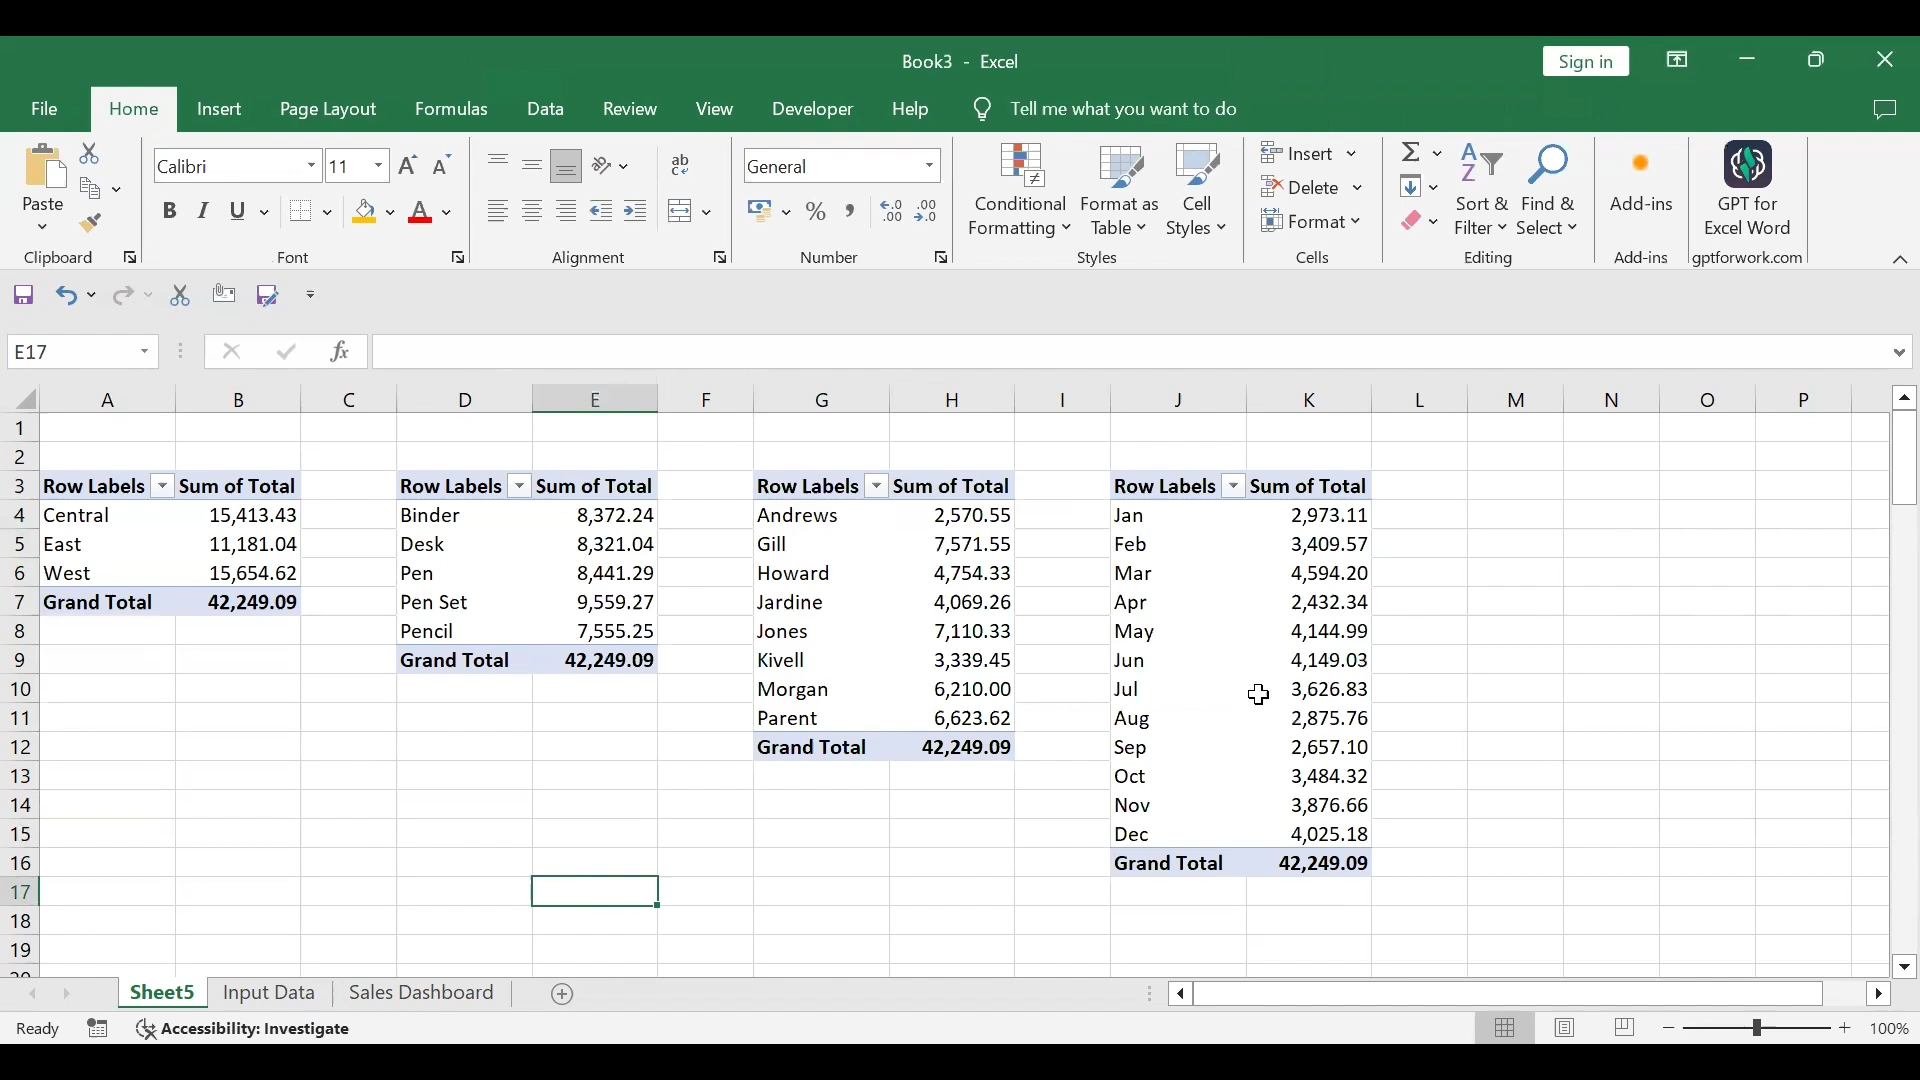 Book3 - Excel
Sign in
File Home Insert Page Layout Formulas Data Review View Developer Help Tell me what you want to do
Paste
Clipboard
Calibri 11
B I U A
Font
ab
c
Alignment
General
% , .00 .00
Number
Conditional Formatting
Format as Table
Cell Styles
Styles
Insert
Delete
Format
Cells
Sort & Filter
Find & Select
Editing
Add-ins
Add-ins
GPT for Excel Word
gptforwork.com
E17 fx
A B C D E F G H I J K L M N O P
1
2
3 Row Labels Sum of Total Row Labels Sum of Total Row Labels Sum of Total Row Labels Sum of Total
4 Central 15,413.43 Binder 8,372.24 Andrews 2,570.55 Jan 2,973.11
5 East 11,181.04 Desk 8,321.04 Gill 7,571.55 Feb 3,409.57
6 West 15,654.62 Pen 8,441.29 Howard 4,754.33 Mar 4,594.20
7 Grand Total 42,249.09 Pen Set 9,559.27 Jardine 4,069.26 Apr 2,432.34
8 Pencil 7,555.25 Jones 7,110.33 May 4,144.99
9 Grand Total 42,249.09 Kivell 3,339.45 Jun 4,149.03
10 Morgan 6,210.00 Jul 3,626.83
11 Parent 6,623.62 Aug 2,875.76
12 Grand Total 42,249.09 Sep 2,657.10
13 Oct 3,484.32
14 Nov 3,876.66
15 Dec 4,025.18
16 Grand Total 42,249.09
17
18
19
Sheet5 Input Data Sales Dashboard
Ready Accessibility: Investigate 100%